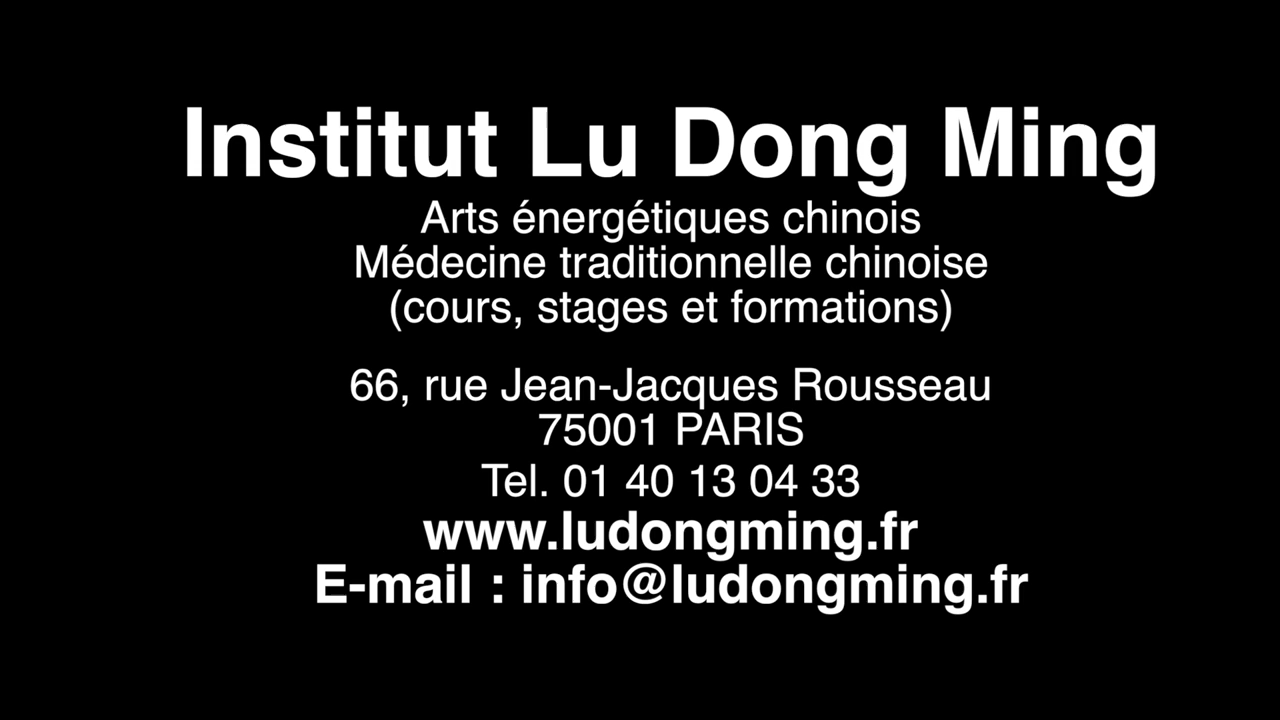 Institut Lu Dong Ming
Arts énergétiques chinois
Médecine traditionnelle chinoise
(cours, stages et formations)
66, rue Jean-Jacques Rousseau
75001 PARIS
Tel. 01 40 13 04 33
www.ludongming.fr
E-mail : info@ludongming.fr